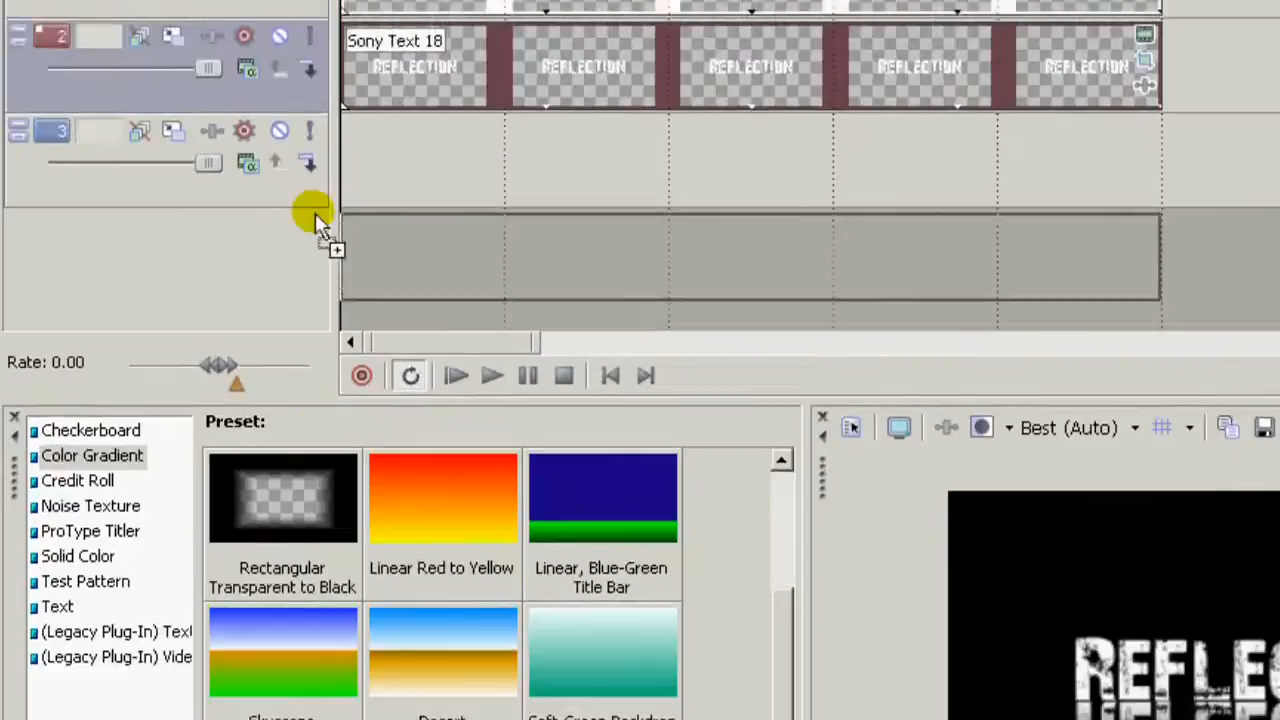 2
Sony Text 18
REFLECTION REFLECTION REFLECTION REFLECTION REFLECTION
3
Rate: 0.00
Preset:
Best (Auto)
Checkerboard
Color Gradient
Credit Roll
Noise Texture
ProType Titler
Solid Color
Test Pattern
Text
(Legacy Plug-In) Text
(Legacy Plug-In) Vide
Rectangular
Transparent to Black
Linear Red to Yellow
Linear, Blue-Green
Title Bar
REFLEC